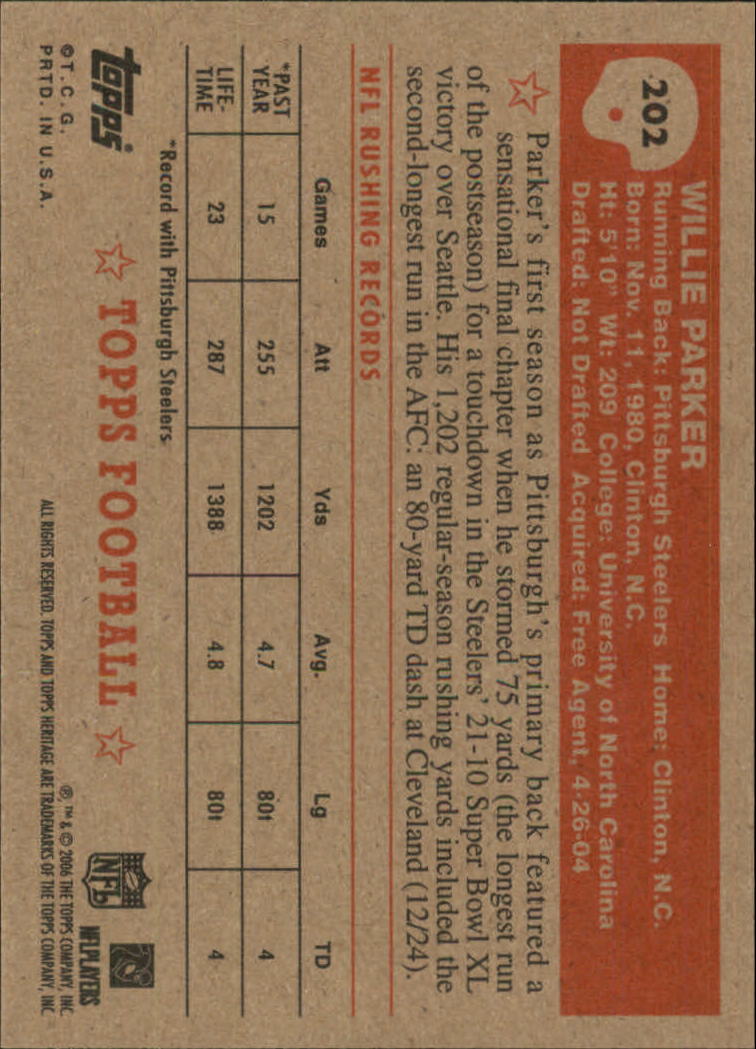 202
WILLIE PARKER
Running Back: Pittsburgh Steelers Home: Clinton, N.C.
Born: Nov. 11, 1980, Clinton, N.C.
Ht: 5'10" Wt: 209 College: University of North Carolina
Drafted: Not Drafted Acquired: Free Agent, 4-26-04
Parker's first season as Pittsburgh's primary back featured a
sensational final chapter when he stormed 75 yards (the longest run
of the postseason) for a touchdown in the Steelers' 21-10 Super Bowl XL
victory over Seattle. His 1,202 regular-season rushing yards included the
second-longest run in the AFC: an 80-yard TD dash at Cleveland (12/24).
NFL RUSHING RECORDS
Games Att Yds Avg. Lg TD
*PAST YEAR 15 255 1202 4.7 80t 4
LIFE-TIME 23 287 1388 4.8 80t 4
*Record with Pittsburgh Steelers
topps®
TOPPS FOOTBALL
NFL
NFLPLAYERS
©T.C.G.
PRTD. IN U.S.A.
®, ™ & © 2006 THE TOPPS COMPANY, INC.
ALL RIGHTS RESERVED. TOPPS AND TOPPS HERITAGE ARE TRADEMARKS OF THE TOPPS COMPANY, INC